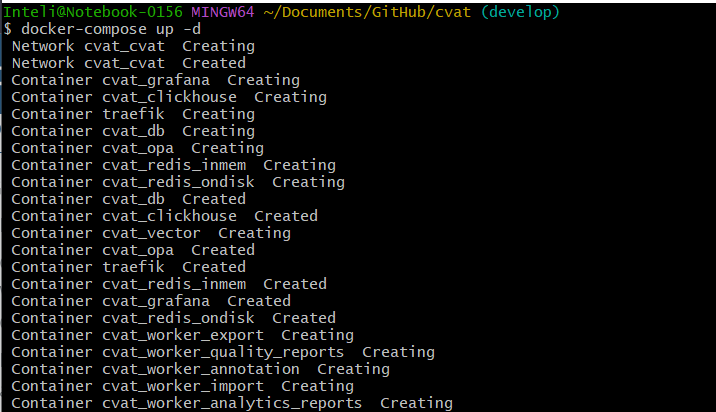 Inteli@Notebook-0156 MINGW64 ~/Documents/GitHub/cvat (develop)
$ docker-compose up -d
Network cvat_cvat  Creating
Network cvat_cvat  Created
Container cvat_grafana  Creating
Container cvat_clickhouse  Creating
Container traefik  Creating
Container cvat_db  Creating
Container cvat_opa  Creating
Container cvat_redis_inmem  Creating
Container cvat_redis_ondisk  Creating
Container cvat_db  Created
Container cvat_clickhouse  Created
Container cvat_vector  Creating
Container cvat_opa  Created
Container traefik  Created
Container cvat_redis_inmem  Created
Container cvat_grafana  Created
Container cvat_redis_ondisk  Created
Container cvat_worker_export  Creating
Container cvat_worker_quality_reports  Creating
Container cvat_worker_annotation  Creating
Container cvat_worker_import  Creating
Container cvat_worker_analytics_reports  Creating